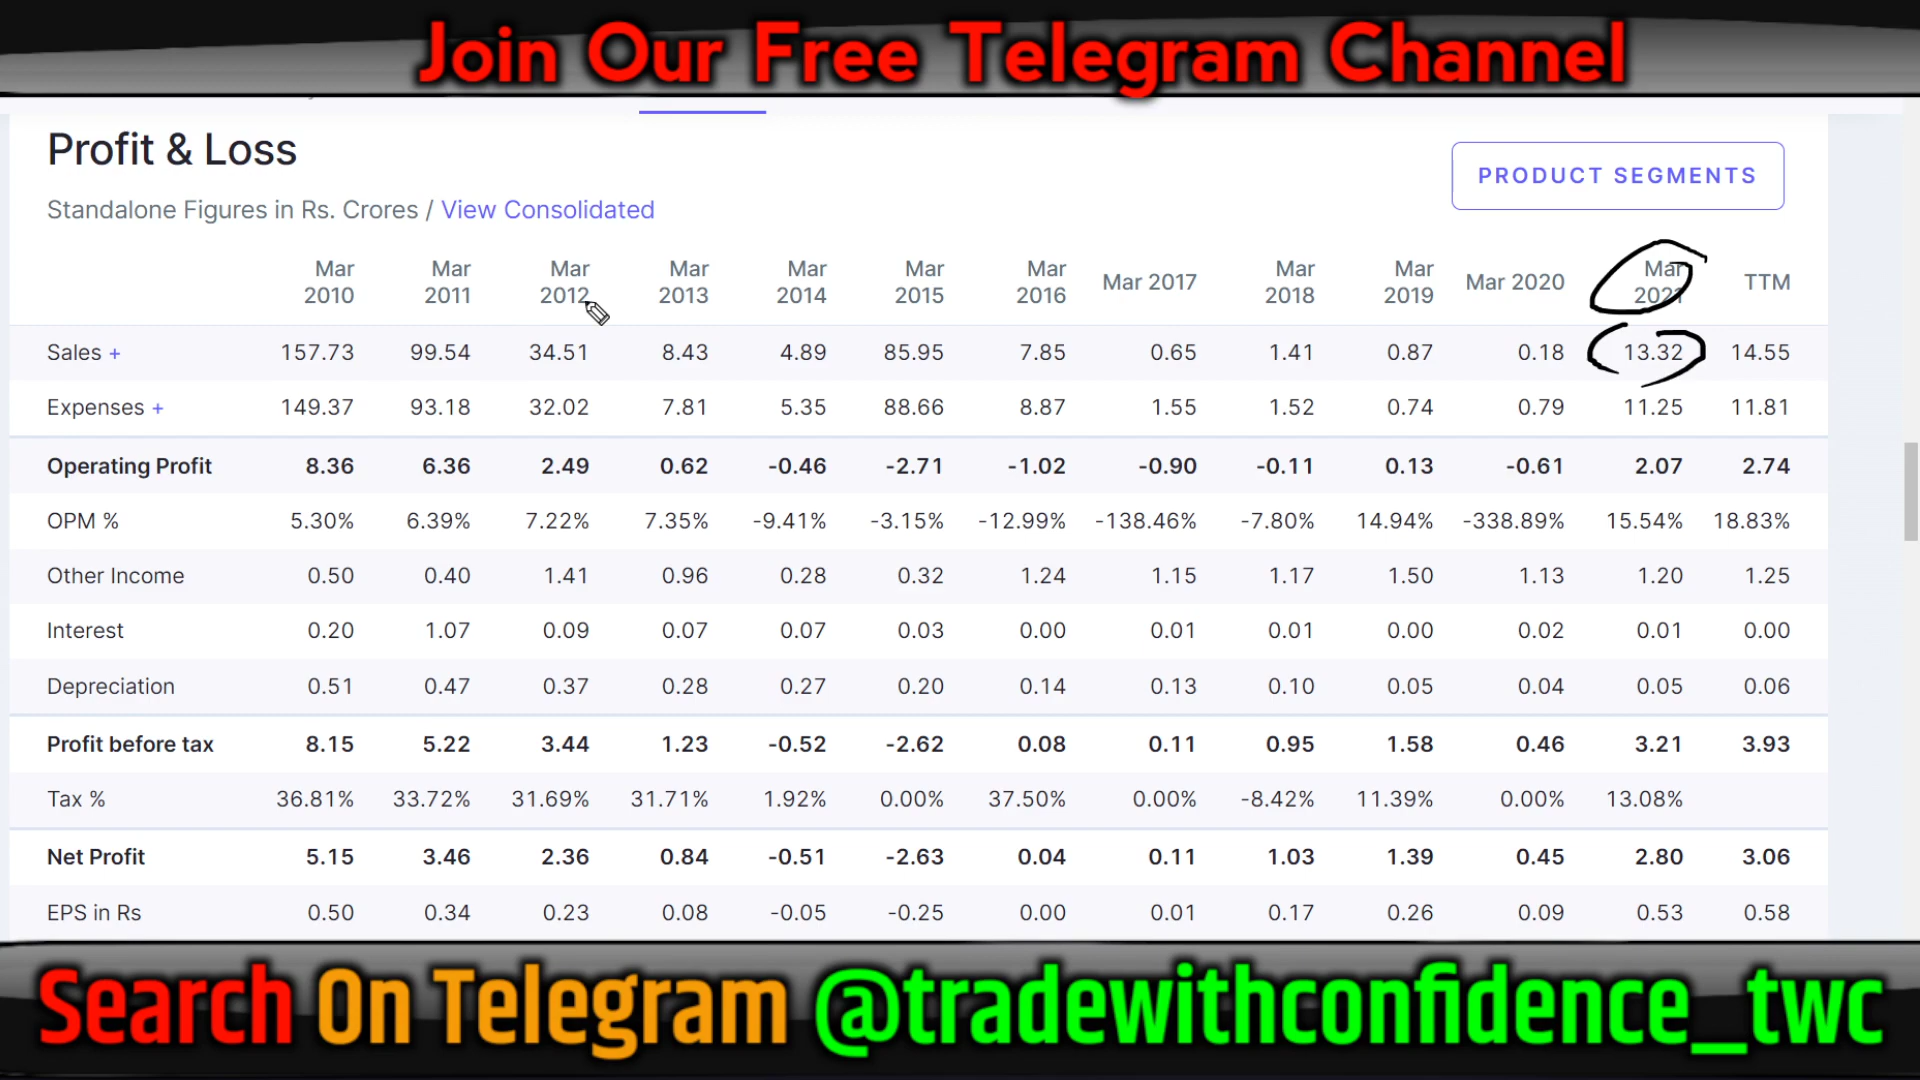 Join Our Free Telegram Channel
Profit & Loss
PRODUCT SEGMENTS
Standalone Figures in Rs. Crores / View Consolidated
Mar 2010 Mar 2011 Mar 2012 Mar 2013 Mar 2014 Mar 2015 Mar 2016 Mar 2017 Mar 2018 Mar 2019 Mar 2020 Mar 2021 TTM
Sales + 157.73 99.54 34.51 8.43 4.89 85.95 7.85 0.65 1.41 0.87 0.18 13.32 14.55
Expenses + 149.37 93.18 32.02 7.81 5.35 88.66 8.87 1.55 1.52 0.74 0.79 11.25 11.81
Operating Profit 8.36 6.36 2.49 0.62 -0.46 -2.71 -1.02 -0.90 -0.11 0.13 -0.61 2.07 2.74
OPM % 5.30% 6.39% 7.22% 7.35% -9.41% -3.15% -12.99% -138.46% -7.80% 14.94% -338.89% 15.54% 18.83%
Other Income 0.50 0.40 1.41 0.96 0.28 0.32 1.24 1.15 1.17 1.50 1.13 1.20 1.25
Interest 0.20 1.07 0.09 0.07 0.07 0.03 0.00 0.01 0.01 0.00 0.02 0.01 0.00
Depreciation 0.51 0.47 0.37 0.28 0.27 0.20 0.14 0.13 0.10 0.05 0.04 0.05 0.06
Profit before tax 8.15 5.22 3.44 1.23 -0.52 -2.62 0.08 0.11 0.95 1.58 0.46 3.21 3.93
Tax % 36.81% 33.72% 31.69% 31.71% 1.92% 0.00% 37.50% 0.00% -8.42% 11.39% 0.00% 13.08%
Net Profit 5.15 3.46 2.36 0.84 -0.51 -2.63 0.04 0.11 1.03 1.39 0.45 2.80 3.06
EPS in Rs 0.50 0.34 0.23 0.08 -0.05 -0.25 0.00 0.01 0.17 0.26 0.09 0.53 0.58
Search On Telegram @tradewithconfidence_twc